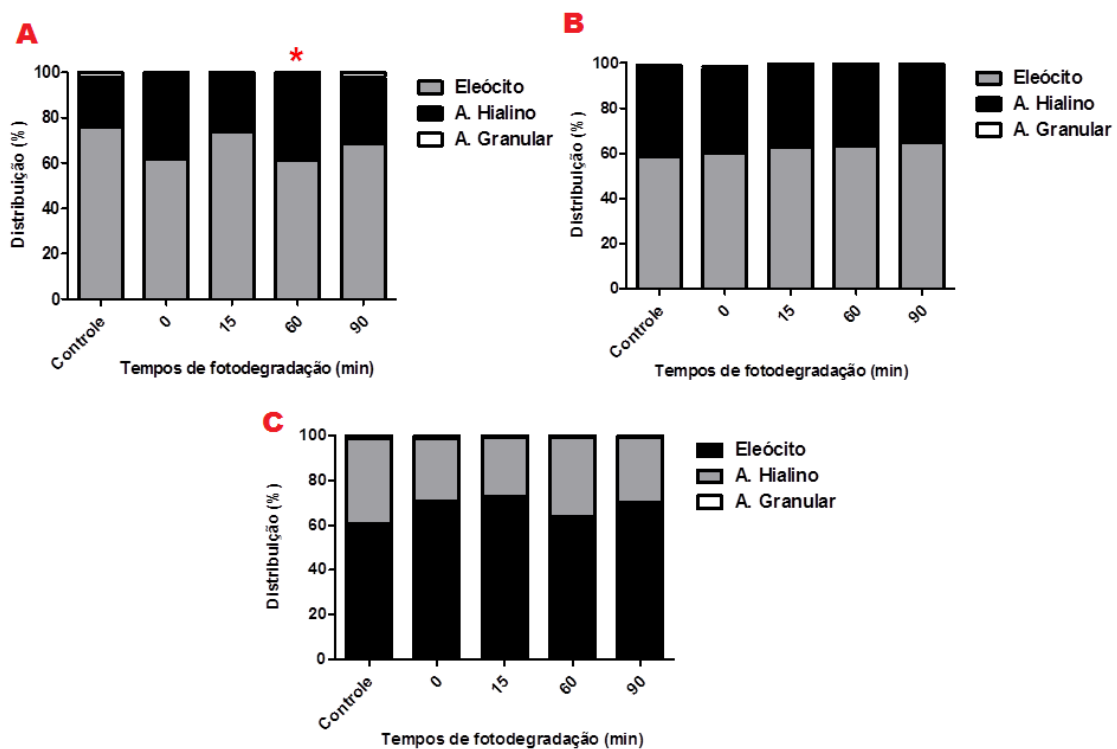 A
*
100
80
60
40
20
0
Distribuição (%)
Controle
0
15
60
90
Tempos de fotodegradação (min)
Eleócito
A. Hialino
A. Granular
B
100
80
60
40
20
0
Distribuição (%)
Controle
0
15
60
90
Tempos de fotodegradação (min)
Eleócito
A. Hialino
A. Granular
C
100
80
60
40
20
0
Distribuição (%)
Controle
0
15
60
90
Tempos de fotodegradação (min)
Eleócito
A. Hialino
A. Granular